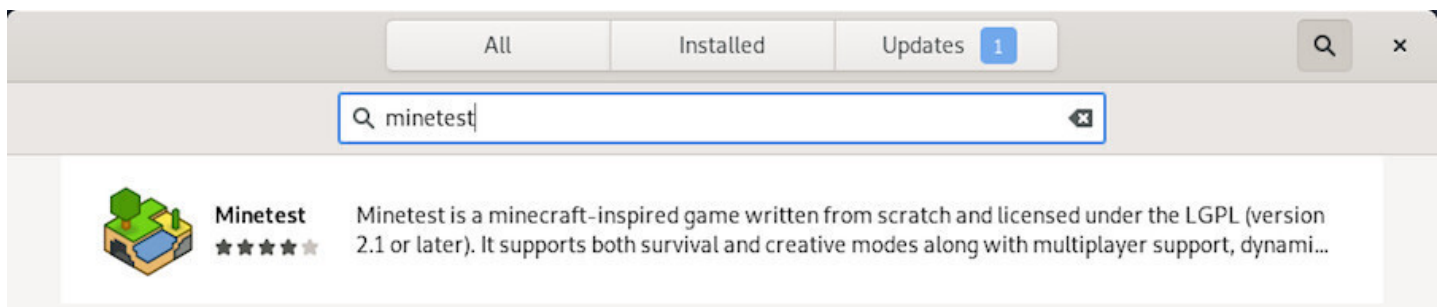 All Installed Updates 1
minetest
Minetest
Minetest is a minecraft-inspired game written from scratch and licensed under the LGPL (version
2.1 or later). It supports both survival and creative modes along with multiplayer support, dynami...